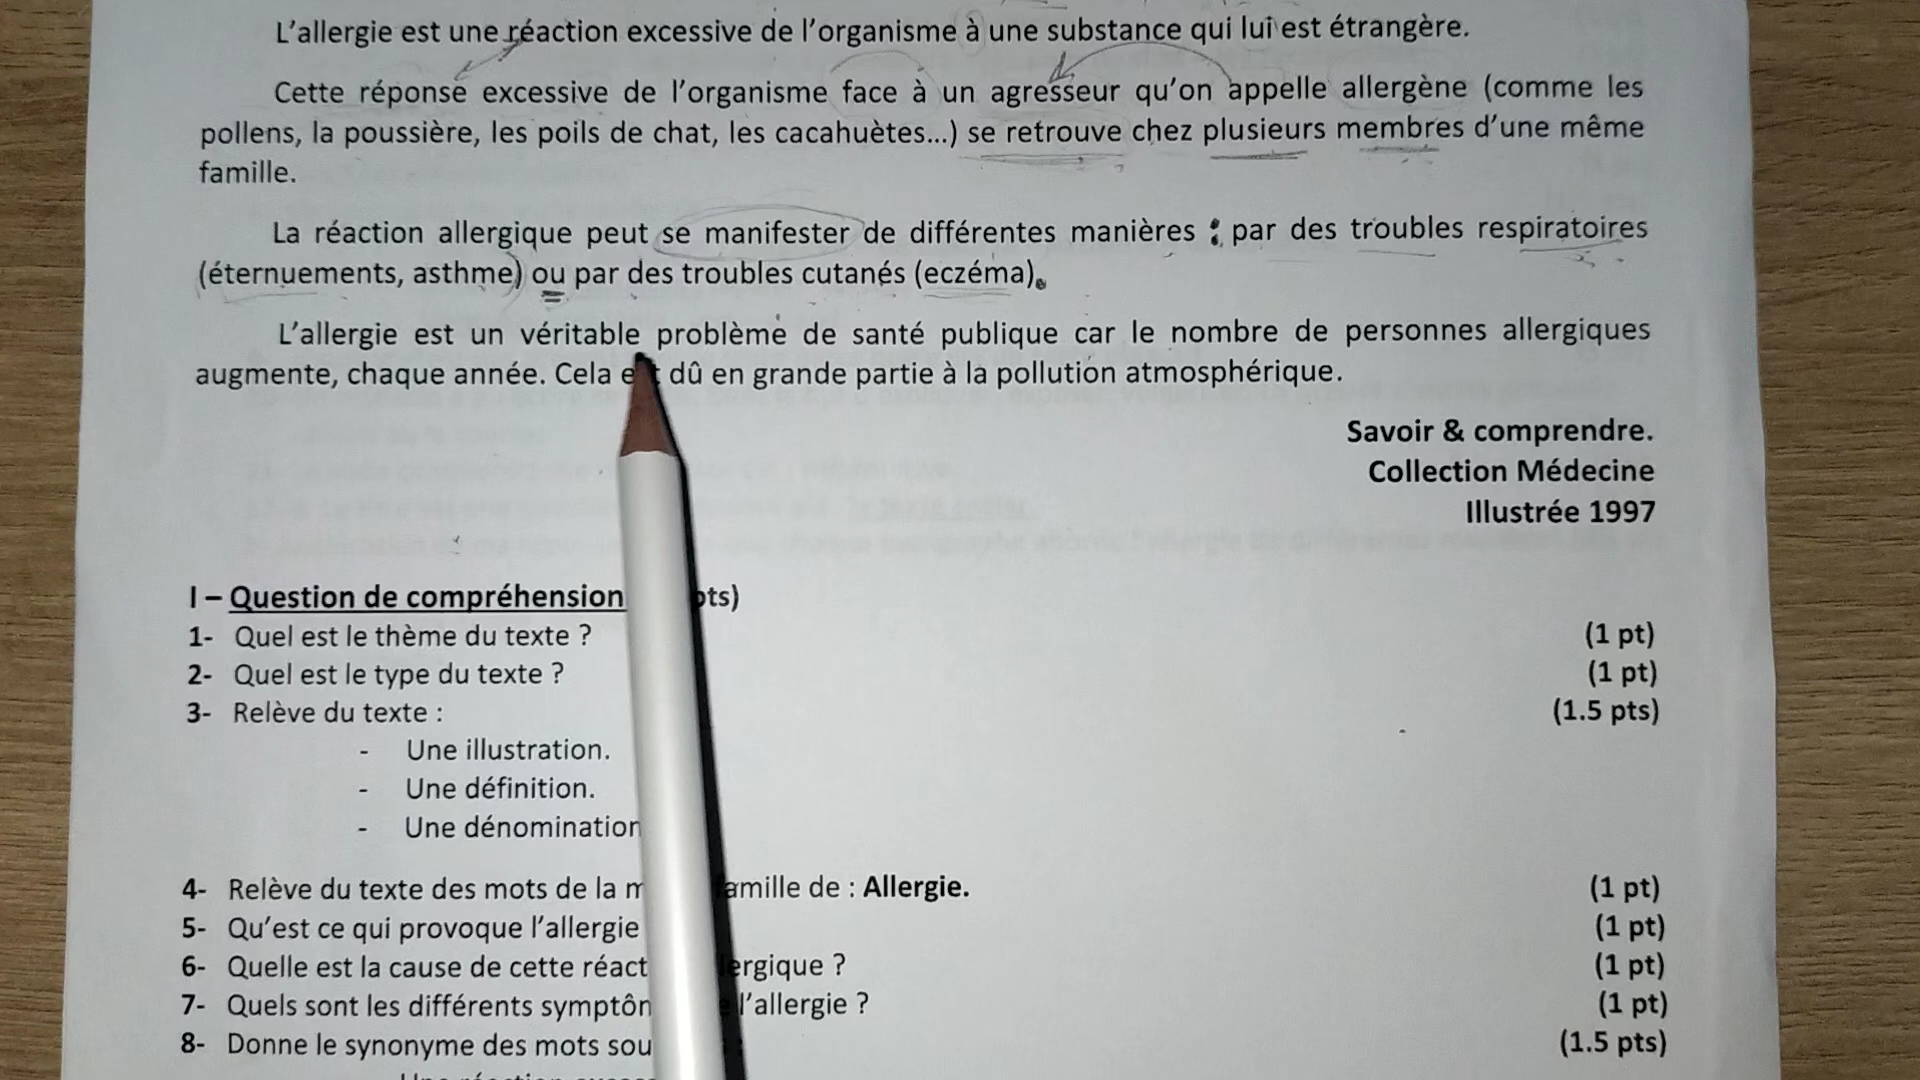 L'allergie est une réaction excessive de l'organisme à une substance qui lui est étrangère.
Cette réponse excessive de l'organisme face à un agresseur qu'on appelle allergène (comme les
pollens, la poussière, les poils de chat, les cacahuètes...) se retrouve chez plusieurs membres d'une même
famille.
La réaction allergique peut se manifester de différentes manières : par des troubles respiratoires
(éternuements, asthme) ou par des troubles cutanés (eczéma).
L'allergie est un véritable problème de santé publique car le nombre de personnes allergiques
augmente, chaque année. Cela est dû en grande partie à la pollution atmosphérique.
Savoir & comprendre.
Collection Médecine
Illustrée 1997
I – Question de compréhension pts)
1- Quel est le thème du texte ? (1 pt)
2- Quel est le type du texte ? (1 pt)
3- Relève du texte : (1.5 pts)
- Une illustration.
- Une définition.
- Une dénomination
4- Relève du texte des mots de la famille de : Allergie. (1 pt)
5- Qu'est ce qui provoque l'allergie (1 pt)
6- Quelle est la cause de cette ? (1 pt)
7- Quels sont les différents l'allergie ? (1 pt)
8- Donne le synonyme des mots (1.5 pts)